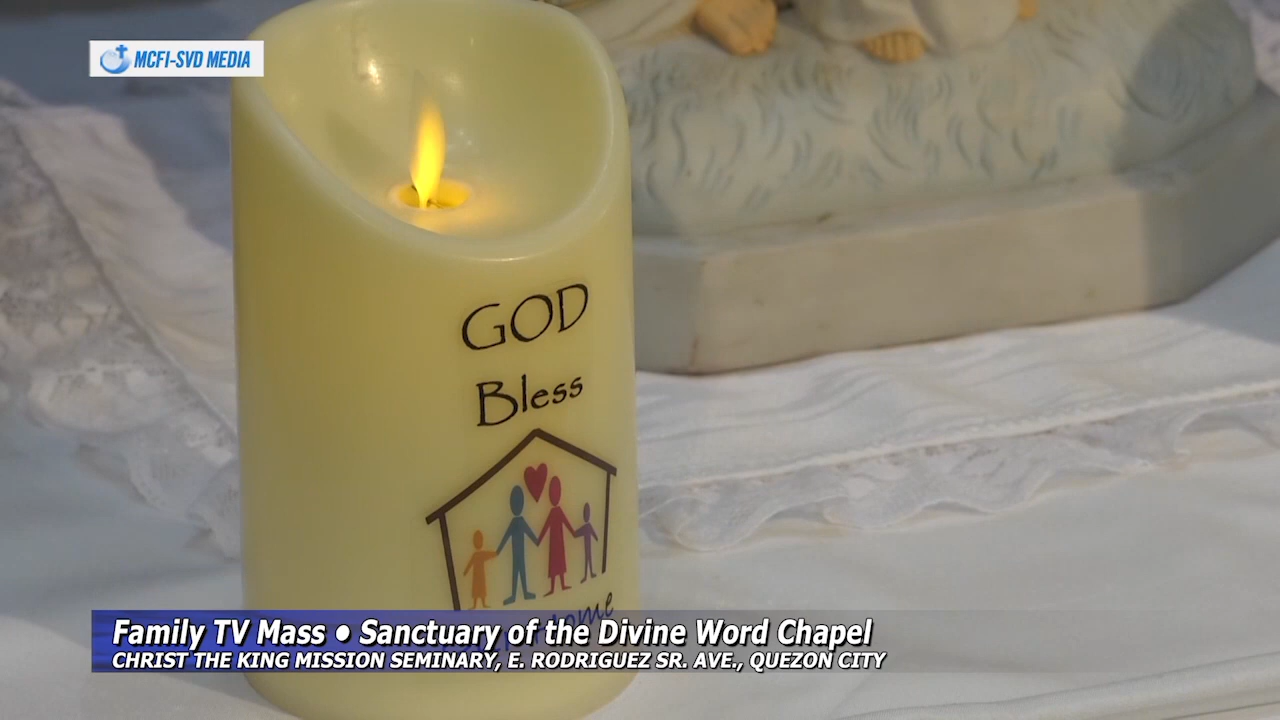 MCFI-SVD MEDIA
GOD
Bless
Home
Family TV Mass • Sanctuary of the Divine Word Chapel
CHRIST THE KING MISSION SEMINARY, E. RODRIGUEZ SR. AVE., QUEZON CITY